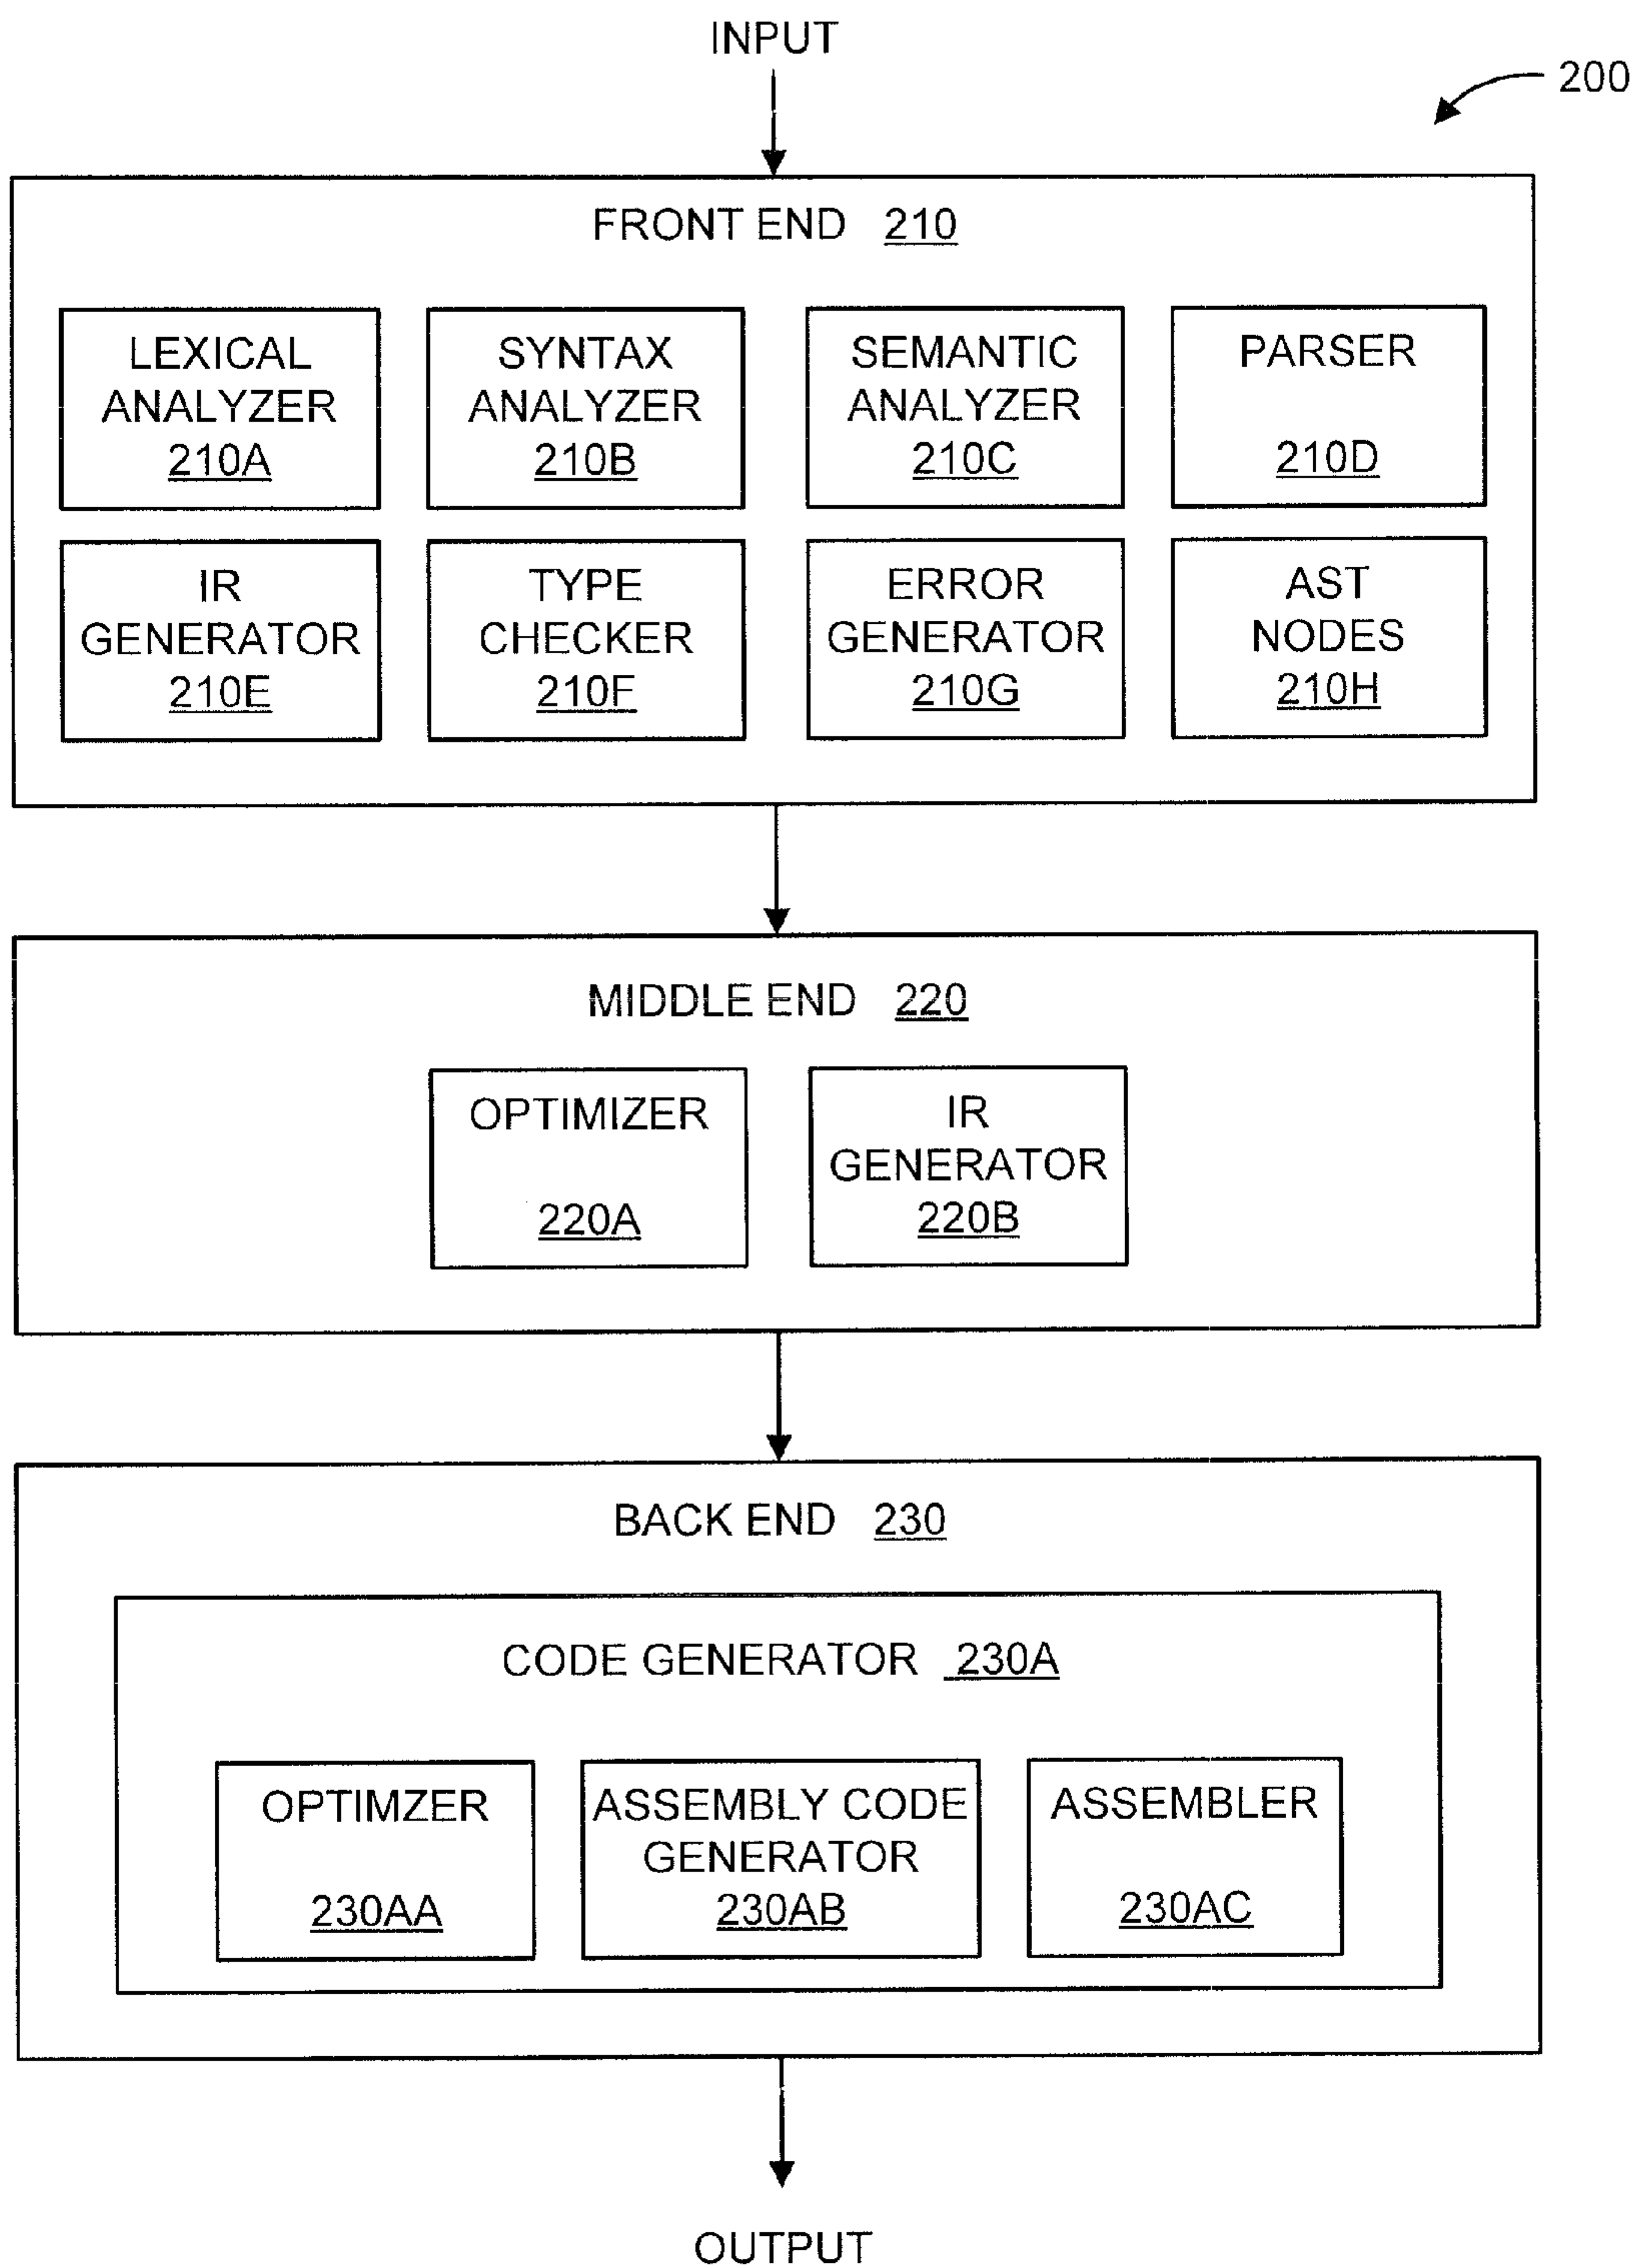 INPUT
200
FRONT END 210
LEXICAL
ANALYZER
210A
SYNTAX
ANALYZER
210B
SEMANTIC
ANALYZER
210C
PARSER
210D
IR
GENERATOR
210E
TYPE
CHECKER
210F
ERROR
GENERATOR
210G
AST
NODES
210H
MIDDLE END 220
OPTIMIZER
220A
IR
GENERATOR
220B
BACK END 230
CODE GENERATOR 230A
OPTIMZER
230AA
ASSEMBLY CODE
GENERATOR
230AB
ASSEMBLER
230AC
OUTPUT